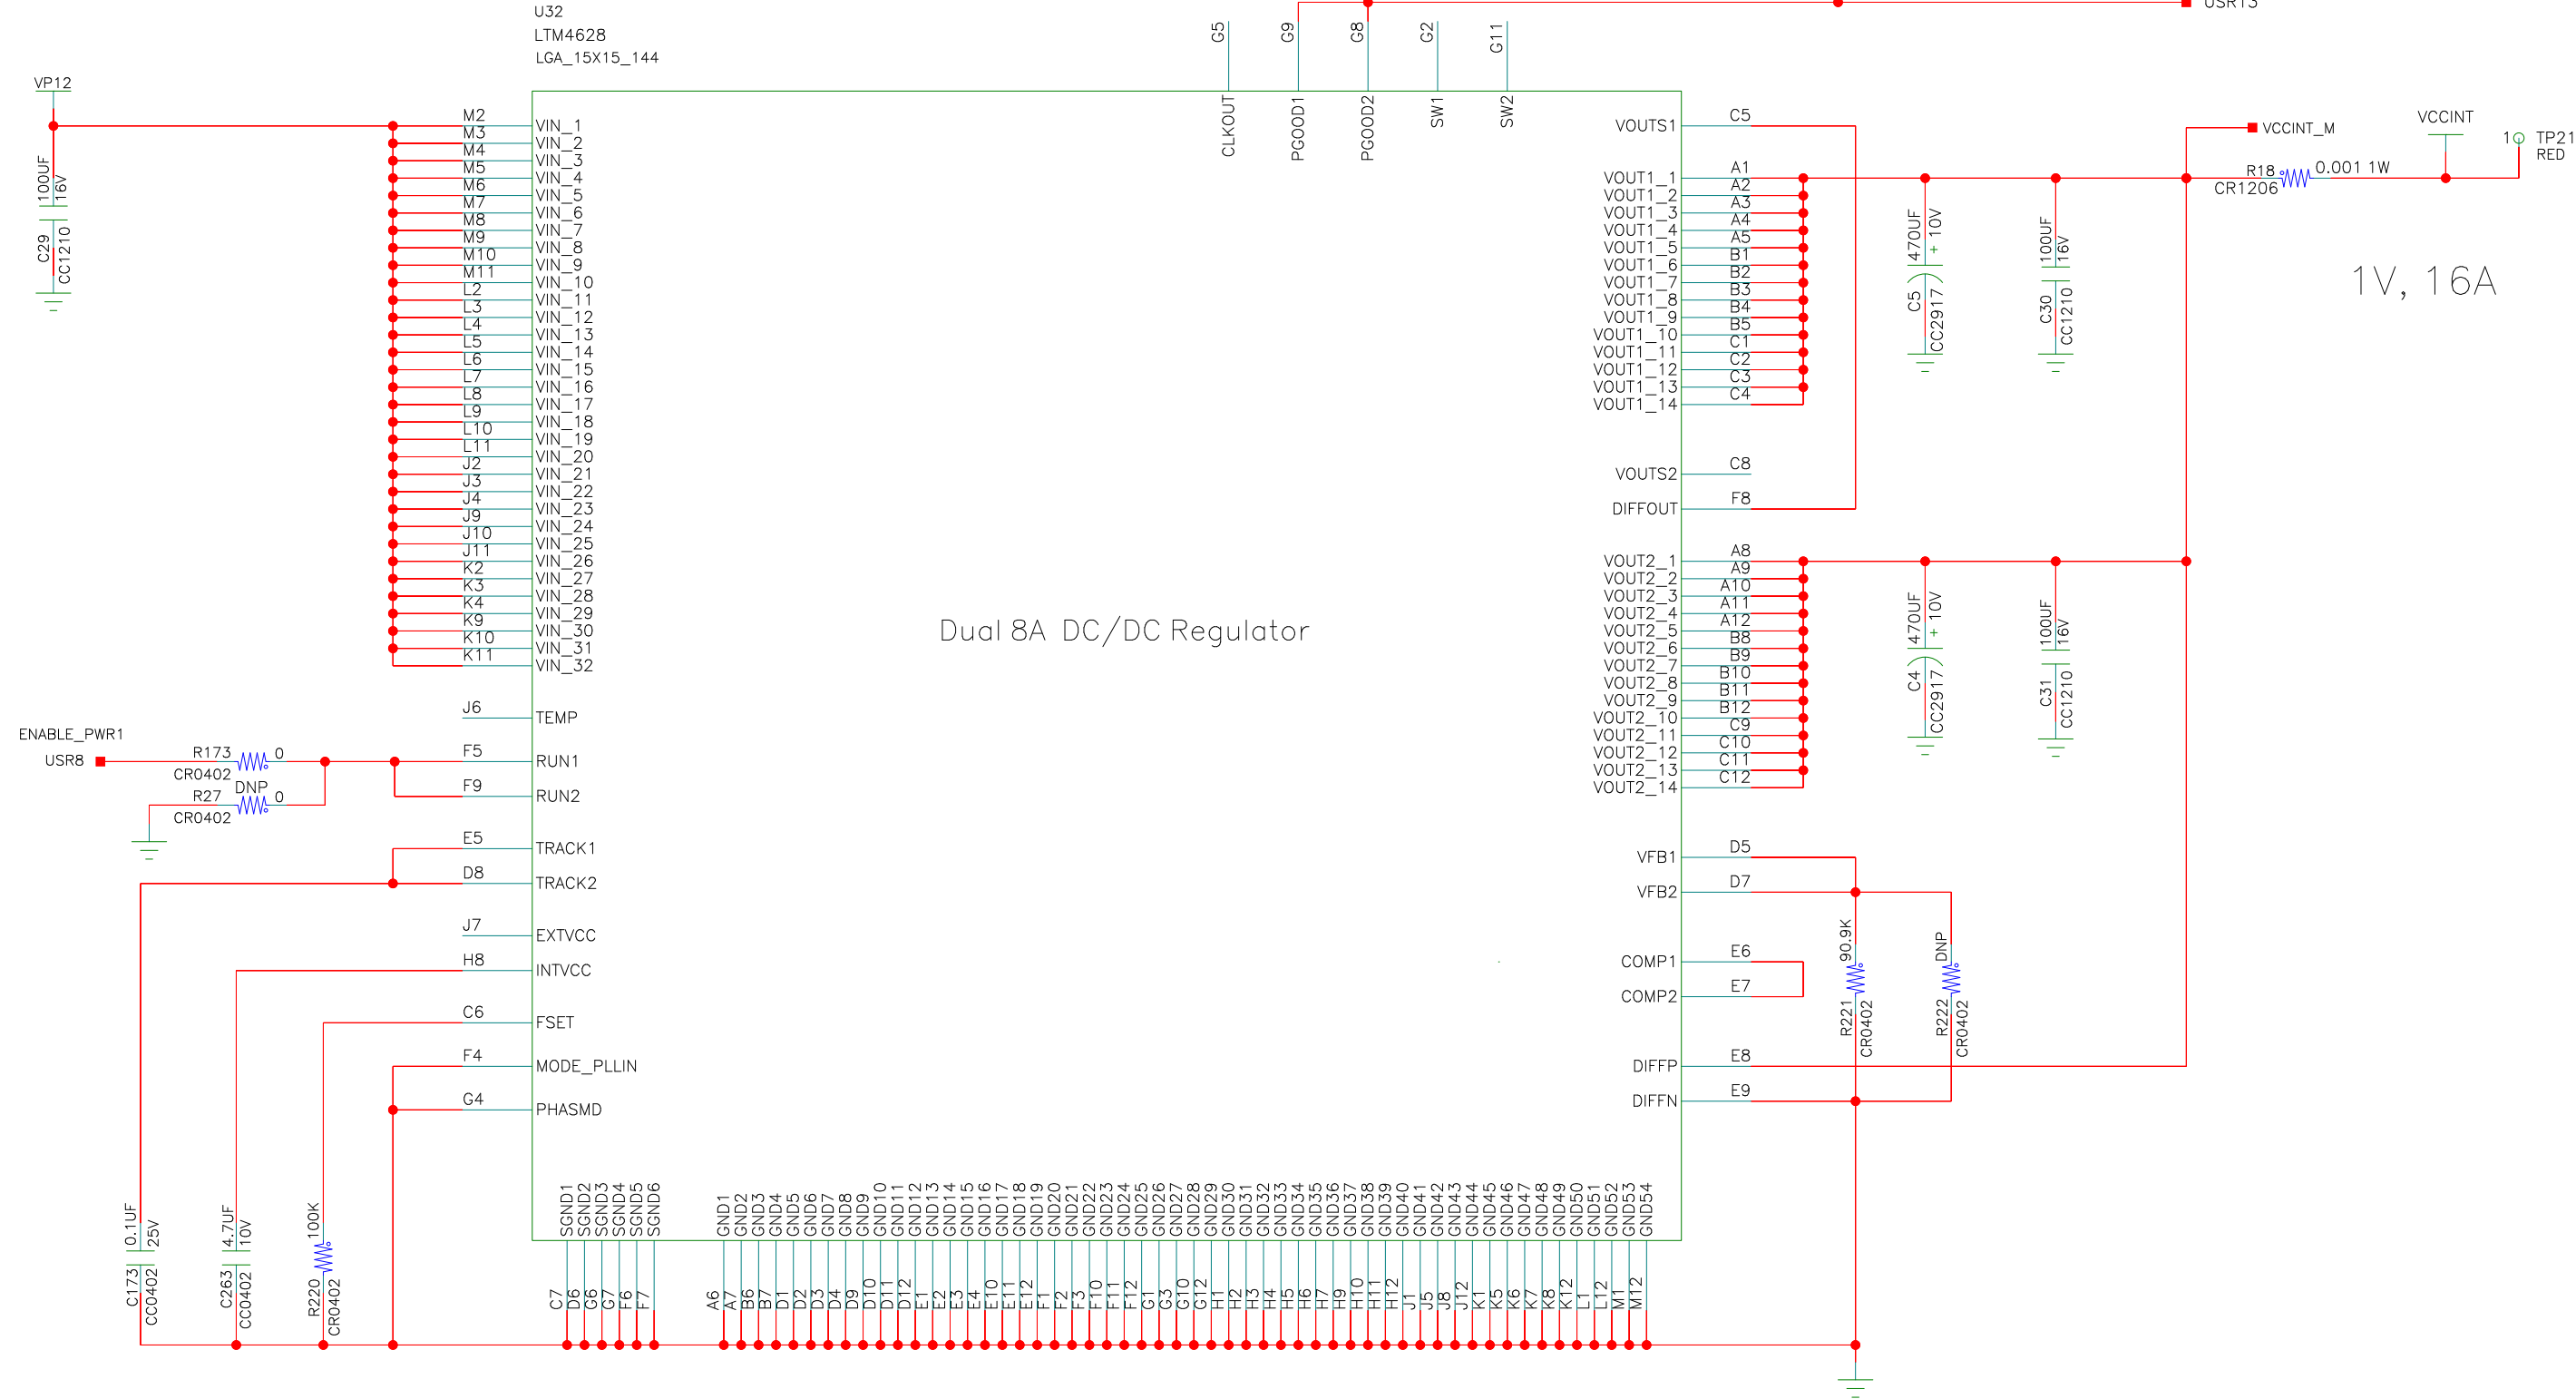 U32
LTM4628
LGA_15X15_144
USR13
G5
G9
G8
G2
G11
CLKOUT
PGOOD1
PGOOD2
SW1
SW2
VP12
100UF
16V
C29
CC1210
M2 VIN_1
M3 VIN_2
M4 VIN_3
M5 VIN_4
M6 VIN_5
M7 VIN_6
M8 VIN_7
M9 VIN_8
M10 VIN_9
M11 VIN_10
L2 VIN_11
L3 VIN_12
L4 VIN_13
L5 VIN_14
L6 VIN_15
L7 VIN_16
L8 VIN_17
L9 VIN_18
L10 VIN_19
L11 VIN_20
J2 VIN_21
J3 VIN_22
J4 VIN_23
J9 VIN_24
J10 VIN_25
J11 VIN_26
K2 VIN_27
K3 VIN_28
K4 VIN_29
K9 VIN_30
K10 VIN_31
K11 VIN_32
J6 TEMP
ENABLE_PWR1
USR8
R173 0
CR0402
DNP
R27 0
CR0402
F5 RUN1
F9 RUN2
E5 TRACK1
D8 TRACK2
J7 EXTVCC
H8 INTVCC
C6 FSET
F4 MODE_PLLIN
G4 PHASMD
Dual 8A DC/DC Regulator
VOUTS1 C5
VOUT1_1 A1
VOUT1_2 A2
VOUT1_3 A3
VOUT1_4 A4
VOUT1_5 A5
VOUT1_6 B1
VOUT1_7 B2
VOUT1_8 B3
VOUT1_9 B4
VOUT1_10 B5
VOUT1_11 C1
VOUT1_12 C2
VOUT1_13 C3
VOUT1_14 C4
VOUTS2 C8
DIFFOUT F8
VOUT2_1 A8
VOUT2_2 A9
VOUT2_3 A10
VOUT2_4 A11
VOUT2_5 A12
VOUT2_6 B8
VOUT2_7 B9
VOUT2_8 B10
VOUT2_9 B11
VOUT2_10 B12
VOUT2_11 C9
VOUT2_12 C10
VOUT2_13 C11
VOUT2_14 C12
VFB1 D5
VFB2 D7
COMP1 E6
COMP2 E7
DIFFP E8
DIFFN E9
470UF
+ 10V
C5
CC2917
100UF
16V
C30
CC1210
VCCINT_M
VCCINT
1 TP21
RED
R18 0.001 1W
CR1206
1V, 16A
470UF
+ 10V
C4
CC2917
100UF
16V
C31
CC1210
90.9K
R221
CR0402
DNP
R222
CR0402
0.1UF
25V
C173
CC0402
4.7UF
10V
C263
CC0402
100K
R220
CR0402
SGND1 C7
SGND2 D6
SGND3 G6
SGND4 G7
SGND5 F6
SGND6 F7
GND1 A6
GND2 A7
GND3 B6
GND4 B7
GND5 D1
GND6 D2
GND7 D3
GND8 D4
GND9 D9
GND10 D10
GND11 D11
GND12 D12
GND13 E1
GND14 E2
GND15 E3
GND16 E4
GND17 E10
GND18 E11
GND19 E12
GND20 F1
GND21 F2
GND22 F3
GND23 F10
GND24 F11
GND25 F12
GND26 G1
GND27 G3
GND28 G10
GND29 G12
GND30 H1
GND31 H2
GND32 H3
GND33 H4
GND34 H5
GND35 H6
GND36 H7
GND37 H9
GND38 H10
GND39 H11
GND40 H12
GND41 J1
GND42 J5
GND43 J8
GND44 J12
GND45 K1
GND46 K5
GND47 K6
GND48 K7
GND49 K8
GND50 K12
GND51 L1
GND52 L12
GND53 M1
GND54 M12